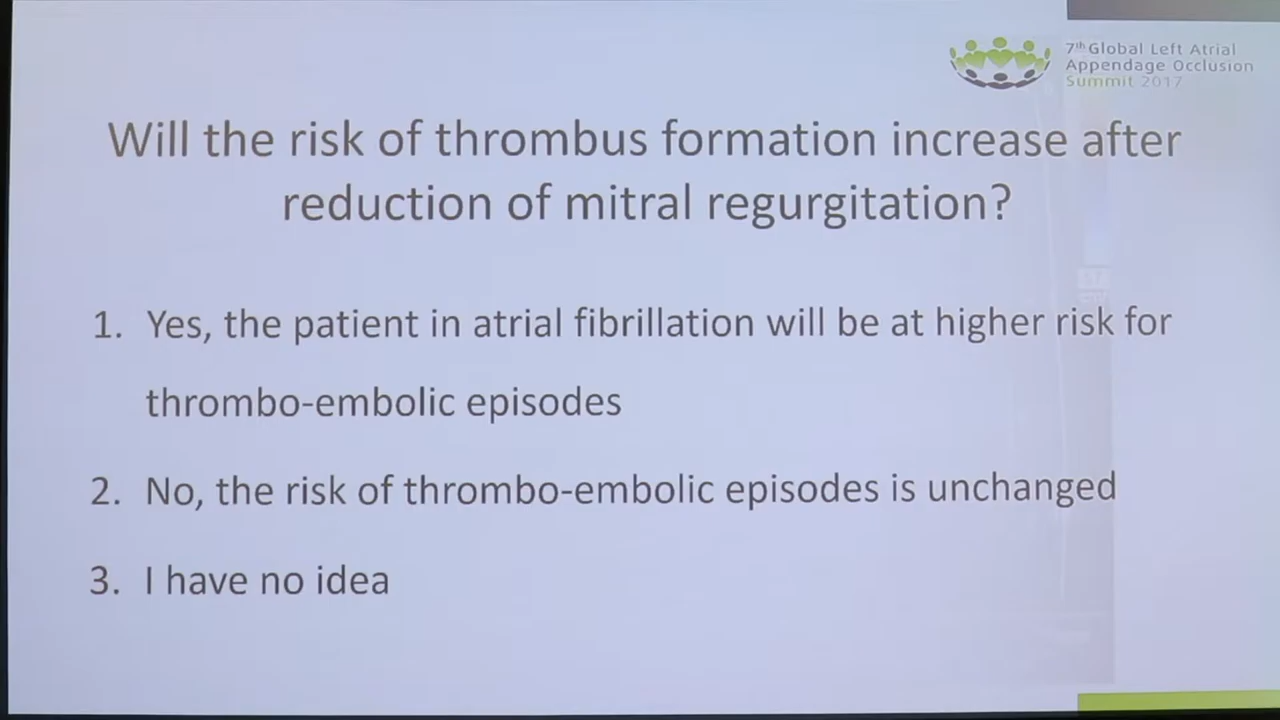 7th Global Left Atrial
Appendage Occlusion
Summit 2017
Will the risk of thrombus formation increase after
reduction of mitral regurgitation?
1. Yes, the patient in atrial fibrillation will be at higher risk for
thrombo-embolic episodes
2. No, the risk of thrombo-embolic episodes is unchanged
3. I have no idea